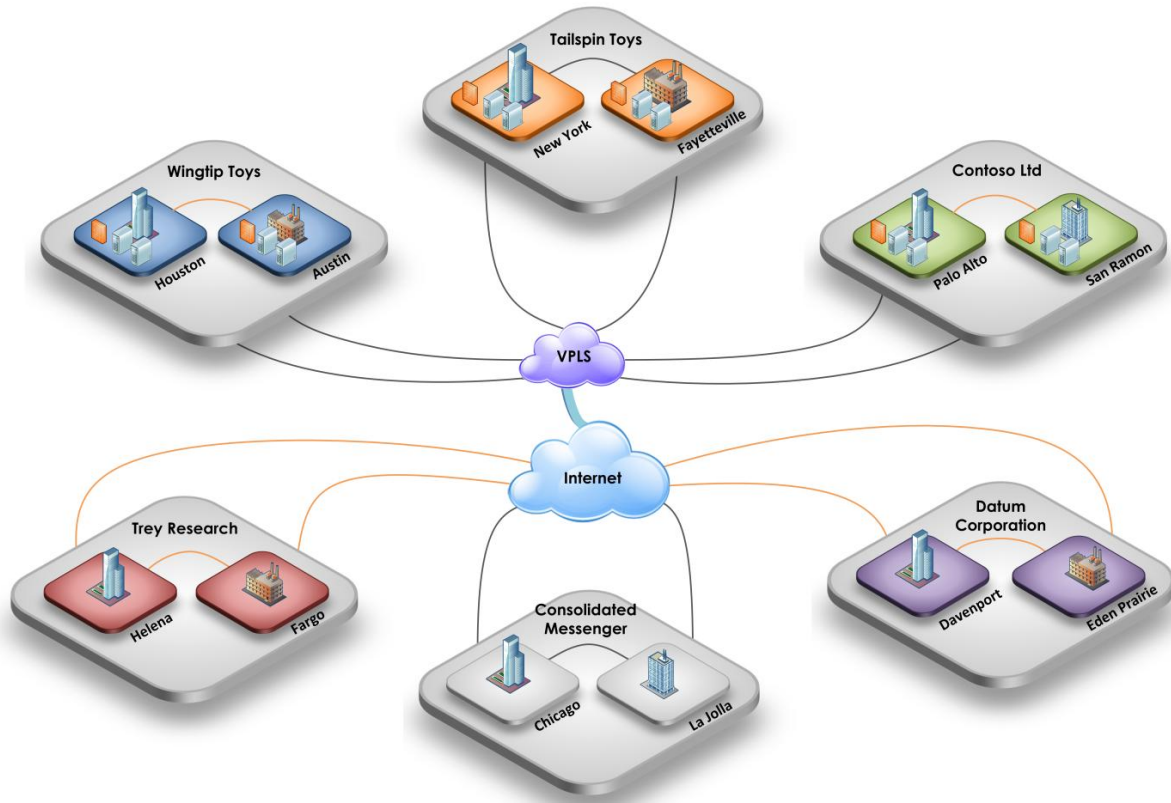 Tailspin Toys
New York
Fayetteville
Wingtip Toys
Houston
Austin
Contoso Ltd
Palo Alto
San Ramon
VPLS
Internet
Trey Research
Helena
Fargo
Datum
Corporation
Davenport
Eden Prairie
Consolidated
Messenger
Chicago
La Jolla